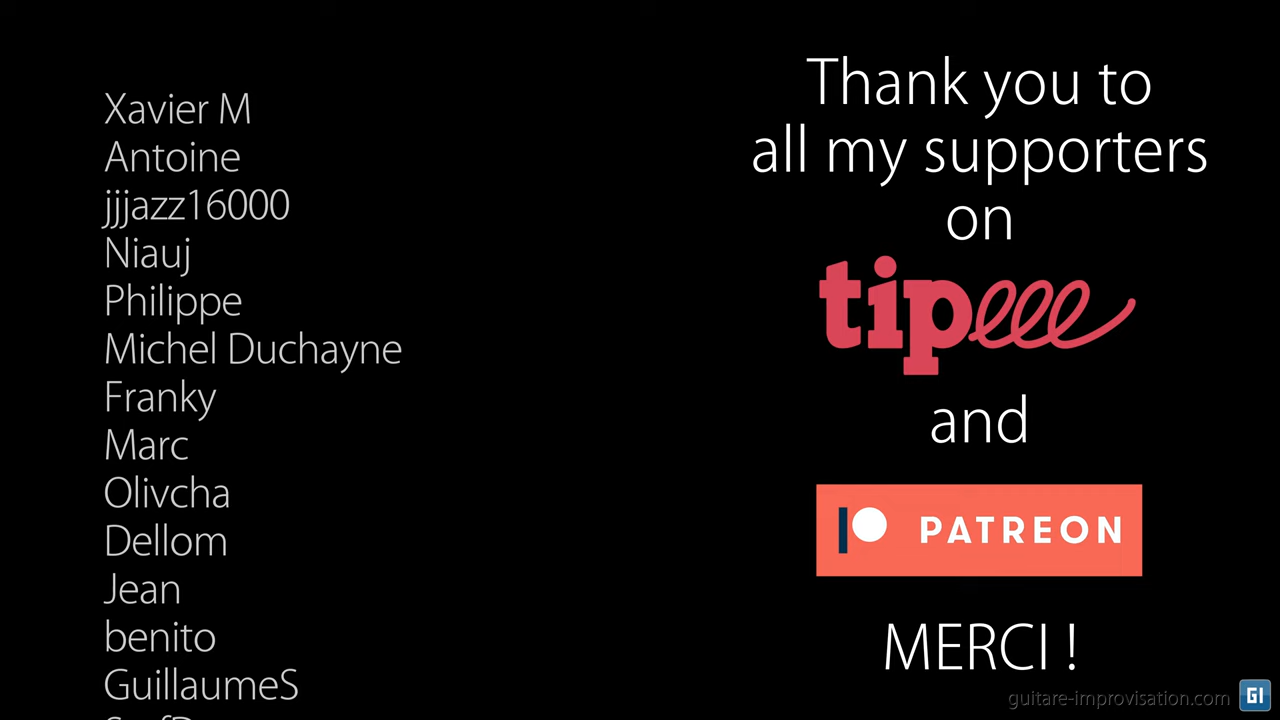 Xavier M
Antoine
jjjazz16000
Niauj
Philippe
Michel Duchayne
Franky
Marc
Olivcha
Dellom
Jean
benito
GuillaumeS
Thank you to
all my supporters
on
tipeee
and
PATREON
MERCI !
guitare-improvisation.com GI